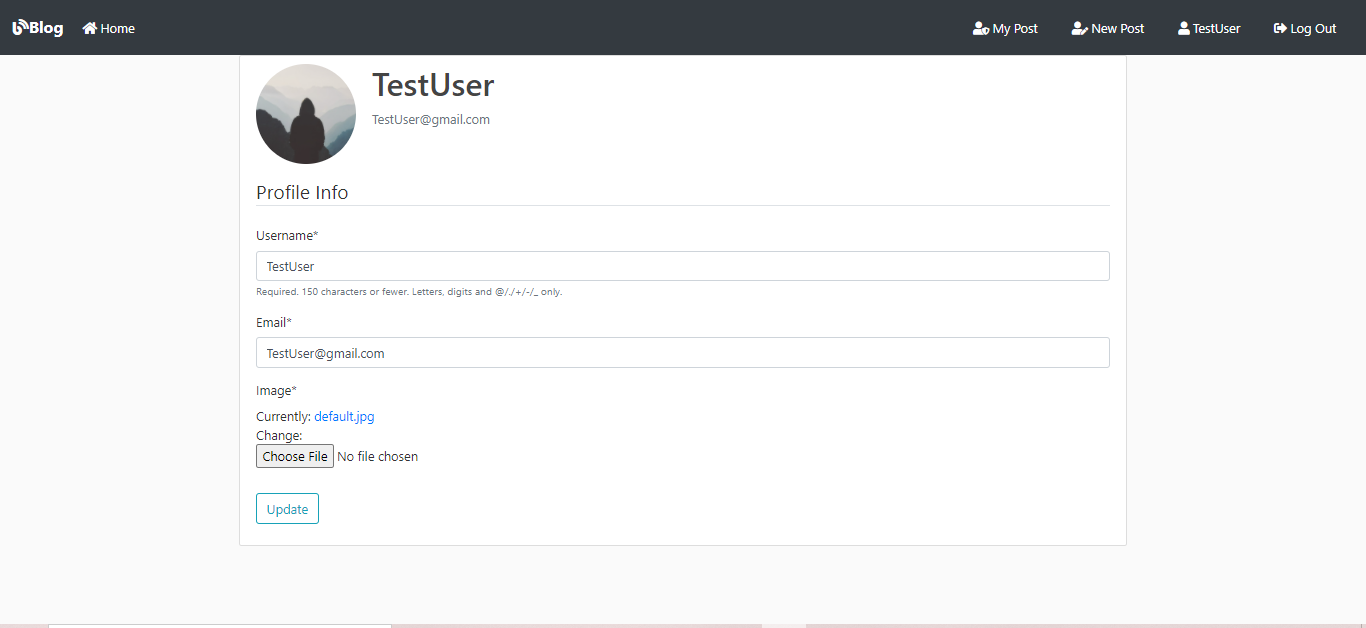 Blog Home My Post New Post TestUser Log Out
TestUser
TestUser@gmail.com
Profile Info
Username*
TestUser
Required. 150 characters or fewer. Letters, digits and @/./+/-/_ only.
Email*
TestUser@gmail.com
Image*
Currently: default.jpg
Change:
Choose File No file chosen
Update